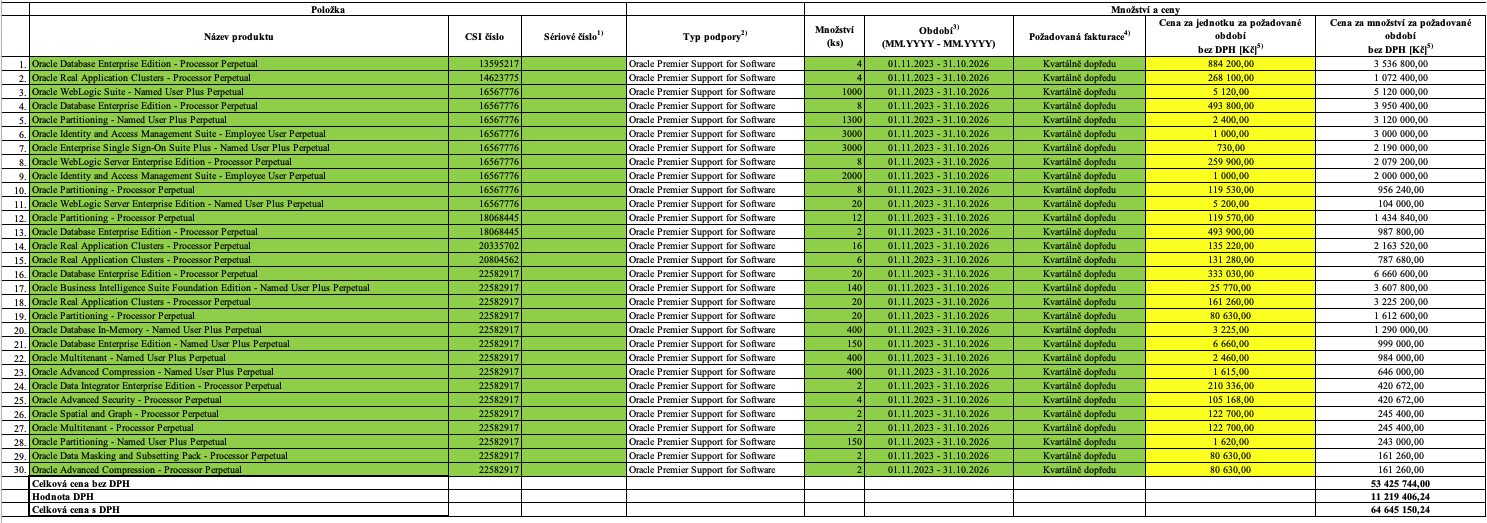 Položka Množství a ceny
Název produktu CSI číslo Sériové číslo1) Typ podpory2) Množství (ks) Období3) (MM.YYYY - MM.YYYY) Požadovaná fakturace4) Cena za jednotku za požadované období bez DPH [Kč]5) Cena za množství za požadované období bez DPH [Kč]5)
1. Oracle Database Enterprise Edition - Processor Perpetual 13595217 Oracle Premier Support for Software 4 01.11.2023 - 31.10.2026 Kvartálně dopředu 884 200,00 3 536 800,00
2. Oracle Real Application Clusters - Processor Perpetual 14623775 Oracle Premier Support for Software 4 01.11.2023 - 31.10.2026 Kvartálně dopředu 268 100,00 1 072 400,00
3. Oracle WebLogic Suite - Named User Plus Perpetual 16567776 Oracle Premier Support for Software 1000 01.11.2023 - 31.10.2026 Kvartálně dopředu 5 120,00 5 120 000,00
4. Oracle Database Enterprise Edition - Processor Perpetual 16567776 Oracle Premier Support for Software 8 01.11.2023 - 31.10.2026 Kvartálně dopředu 493 800,00 3 950 400,00
5. Oracle Partitioning - Named User Plus Perpetual 16567776 Oracle Premier Support for Software 1300 01.11.2023 - 31.10.2026 Kvartálně dopředu 2 400,00 3 120 000,00
6. Oracle Identity and Access Management Suite - Employee User Perpetual 16567776 Oracle Premier Support for Software 3000 01.11.2023 - 31.10.2026 Kvartálně dopředu 1 000,00 3 000 000,00
7. Oracle Enterprise Single Sign-On Suite Plus - Named User Plus Perpetual 16567776 Oracle Premier Support for Software 3000 01.11.2023 - 31.10.2026 Kvartálně dopředu 730,00 2 190 000,00
8. Oracle WebLogic Server Enterprise Edition - Processor Perpetual 16567776 Oracle Premier Support for Software 8 01.11.2023 - 31.10.2026 Kvartálně dopředu 259 900,00 2 079 200,00
9. Oracle Identity and Access Management Suite - Employee User Perpetual 16567776 Oracle Premier Support for Software 2000 01.11.2023 - 31.10.2026 Kvartálně dopředu 1 000,00 2 000 000,00
10. Oracle Partitioning - Processor Perpetual 16567776 Oracle Premier Support for Software 8 01.11.2023 - 31.10.2026 Kvartálně dopředu 119 530,00 956 240,00
11. Oracle WebLogic Server Enterprise Edition - Named User Plus Perpetual 16567776 Oracle Premier Support for Software 20 01.11.2023 - 31.10.2026 Kvartálně dopředu 5 200,00 104 000,00
12. Oracle Partitioning - Processor Perpetual 18068445 Oracle Premier Support for Software 12 01.11.2023 - 31.10.2026 Kvartálně dopředu 119 570,00 1 434 840,00
13. Oracle Database Enterprise Edition - Processor Perpetual 18068445 Oracle Premier Support for Software 2 01.11.2023 - 31.10.2026 Kvartálně dopředu 493 900,00 987 800,00
14. Oracle Real Application Clusters - Processor Perpetual 20335702 Oracle Premier Support for Software 16 01.11.2023 - 31.10.2026 Kvartálně dopředu 135 220,00 2 163 520,00
15. Oracle Real Application Clusters - Processor Perpetual 20804562 Oracle Premier Support for Software 6 01.11.2023 - 31.10.2026 Kvartálně dopředu 131 280,00 787 680,00
16. Oracle Database Enterprise Edition - Processor Perpetual 22582917 Oracle Premier Support for Software 20 01.11.2023 - 31.10.2026 Kvartálně dopředu 333 030,00 6 660 600,00
17. Oracle Business Intelligence Suite Foundation Edition - Named User Plus Perpetual 22582917 Oracle Premier Support for Software 140 01.11.2023 - 31.10.2026 Kvartálně dopředu 25 770,00 3 607 800,00
18. Oracle Real Application Clusters - Processor Perpetual 22582917 Oracle Premier Support for Software 20 01.11.2023 - 31.10.2026 Kvartálně dopředu 161 260,00 3 225 200,00
19. Oracle Partitioning - Processor Perpetual 22582917 Oracle Premier Support for Software 20 01.11.2023 - 31.10.2026 Kvartálně dopředu 80 630,00 1 612 600,00
20. Oracle Database In-Memory - Named User Plus Perpetual 22582917 Oracle Premier Support for Software 400 01.11.2023 - 31.10.2026 Kvartálně dopředu 3 225,00 1 290 000,00
21. Oracle Database Enterprise Edition - Named User Plus Perpetual 22582917 Oracle Premier Support for Software 150 01.11.2023 - 31.10.2026 Kvartálně dopředu 6 660,00 999 000,00
22. Oracle Multitenant - Named User Plus Perpetual 22582917 Oracle Premier Support for Software 400 01.11.2023 - 31.10.2026 Kvartálně dopředu 2 460,00 984 000,00
23. Oracle Advanced Compression - Named User Plus Perpetual 22582917 Oracle Premier Support for Software 400 01.11.2023 - 31.10.2026 Kvartálně dopředu 1 615,00 646 000,00
24. Oracle Data Integrator Enterprise Edition - Processor Perpetual 22582917 Oracle Premier Support for Software 2 01.11.2023 - 31.10.2026 Kvartálně dopředu 210 336,00 420 672,00
25. Oracle Advanced Security - Processor Perpetual 22582917 Oracle Premier Support for Software 4 01.11.2023 - 31.10.2026 Kvartálně dopředu 105 168,00 420 672,00
26. Oracle Spatial and Graph - Processor Perpetual 22582917 Oracle Premier Support for Software 2 01.11.2023 - 31.10.2026 Kvartálně dopředu 122 700,00 245 400,00
27. Oracle Multitenant - Processor Perpetual 22582917 Oracle Premier Support for Software 2 01.11.2023 - 31.10.2026 Kvartálně dopředu 122 700,00 245 400,00
28. Oracle Partitioning - Named User Plus Perpetual 22582917 Oracle Premier Support for Software 150 01.11.2023 - 31.10.2026 Kvartálně dopředu 1 620,00 243 000,00
29. Oracle Data Masking and Subsetting Pack - Processor Perpetual 22582917 Oracle Premier Support for Software 2 01.11.2023 - 31.10.2026 Kvartálně dopředu 80 630,00 161 260,00
30. Oracle Advanced Compression - Processor Perpetual 22582917 Oracle Premier Support for Software 2 01.11.2023 - 31.10.2026 Kvartálně dopředu 80 630,00 161 260,00
Celková cena bez DPH 53 425 744,00
Hodnota DPH 11 219 406,24
Celková cena s DPH 64 645 150,24